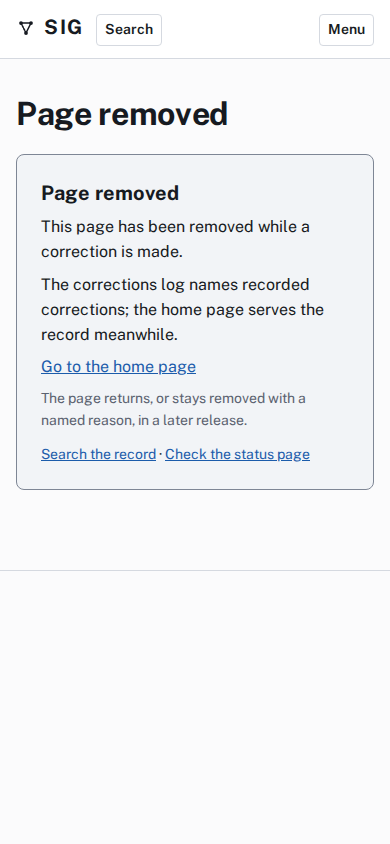 SIG
Search
Menu
Page removed
Page removed
This page has been removed while a
correction is made.
The corrections log names recorded
corrections; the home page serves the
record meanwhile.
Go to the home page
The page returns, or stays removed with a
named reason, in a later release.
Search the record · Check the status page